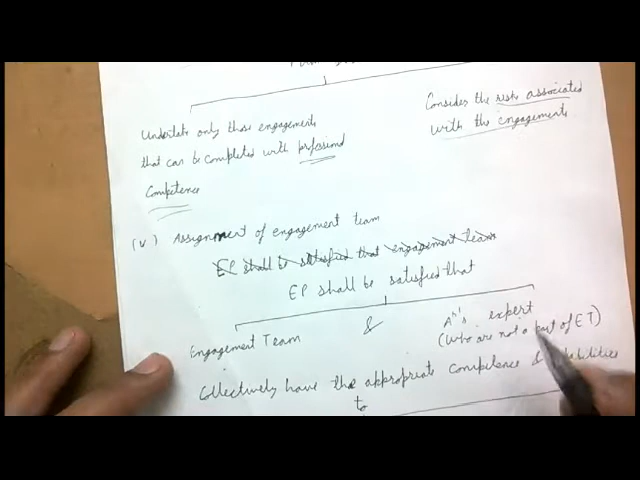 Undertake only those engagements
that can be completed with professional
Competence
Consider the risk associated
with the engagements
(V) Assignment of engagement team
EP shall be satisfied that engagement team
EP shall be satisfied that
Engagement Team & expert
(Who are not a part of ET)
Collectively have the appropriate competence &
to